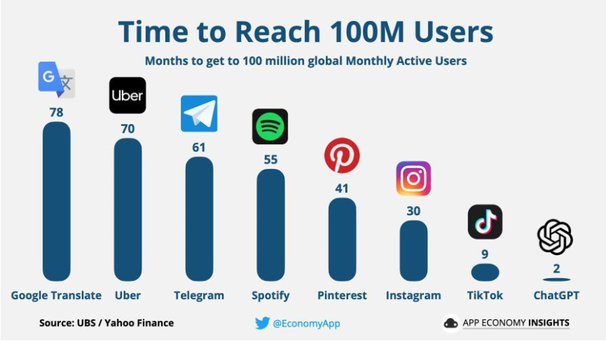 Time to Reach 100M Users
Months to get to 100 million global Monthly Active Users
G 文
78
Uber
70
61
55
41
30
9
2
Google Translate Uber Telegram Spotify Pinterest Instagram TikTok ChatGPT
Source: UBS / Yahoo Finance @EconomyApp APP ECONOMY INSIGHTS